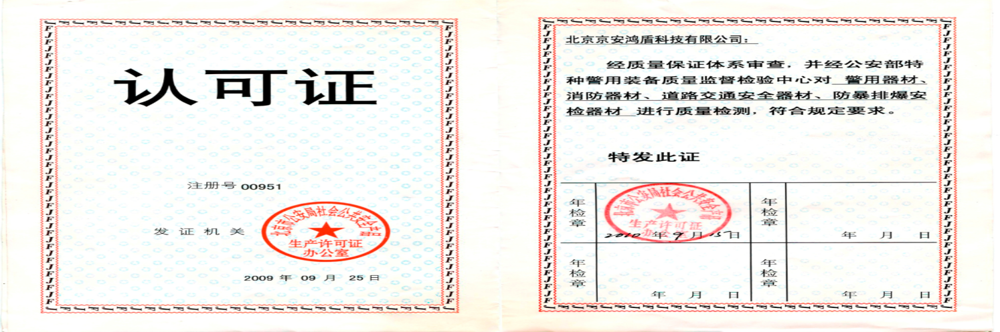 认可证
注册号 00951
发证机关
北京市公安局社会公共安全产品
生产许可证
办公室
2009 年 09 月 25 日
北京京安鸿盾科技有限公司：
经质量保证体系审查，并经公安部特
种警用装备质量监督检验中心对 警用器材、
消防器材、道路交通安全器材、防暴排爆安
检器材 进行质量检测，符合规定要求。
特发此证
年检章
北京市公安局社会公共安全产品
生产许可证
办公室
2010 年 9 月 15 日
年检章
年 月 日
年检章
年 月 日
年检章
年 月 日